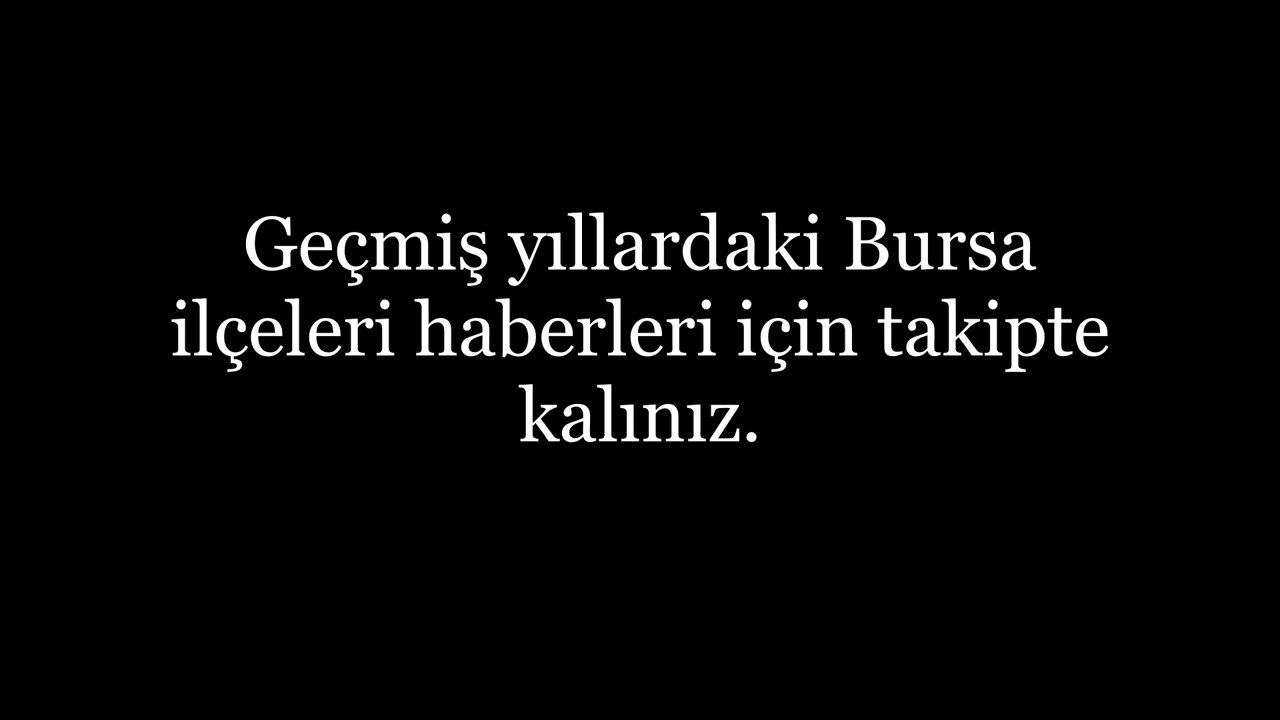 Geçmiş yıllardaki Bursa
ilçeleri haberleri için takipte
kalınız.